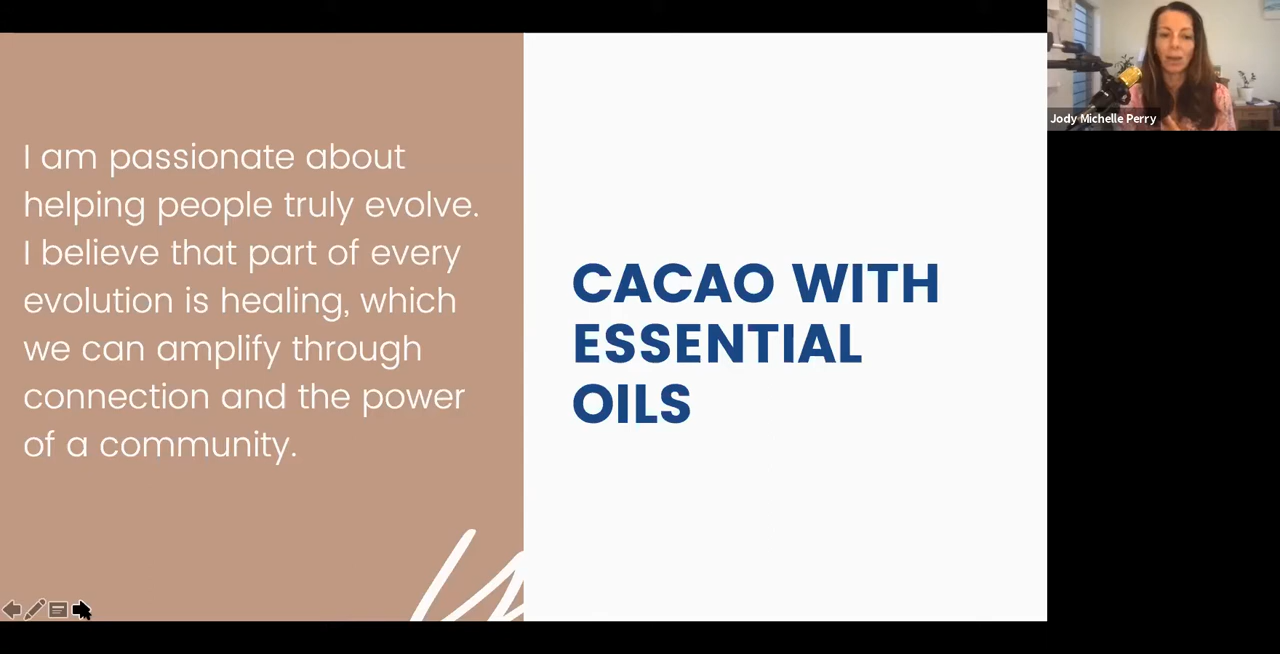 I am passionate about
helping people truly evolve.
I believe that part of every
evolution is healing, which
we can amplify through
connection and the power
of a community.
CACAO WITH
ESSENTIAL
OILS
Jody Michelle Perry